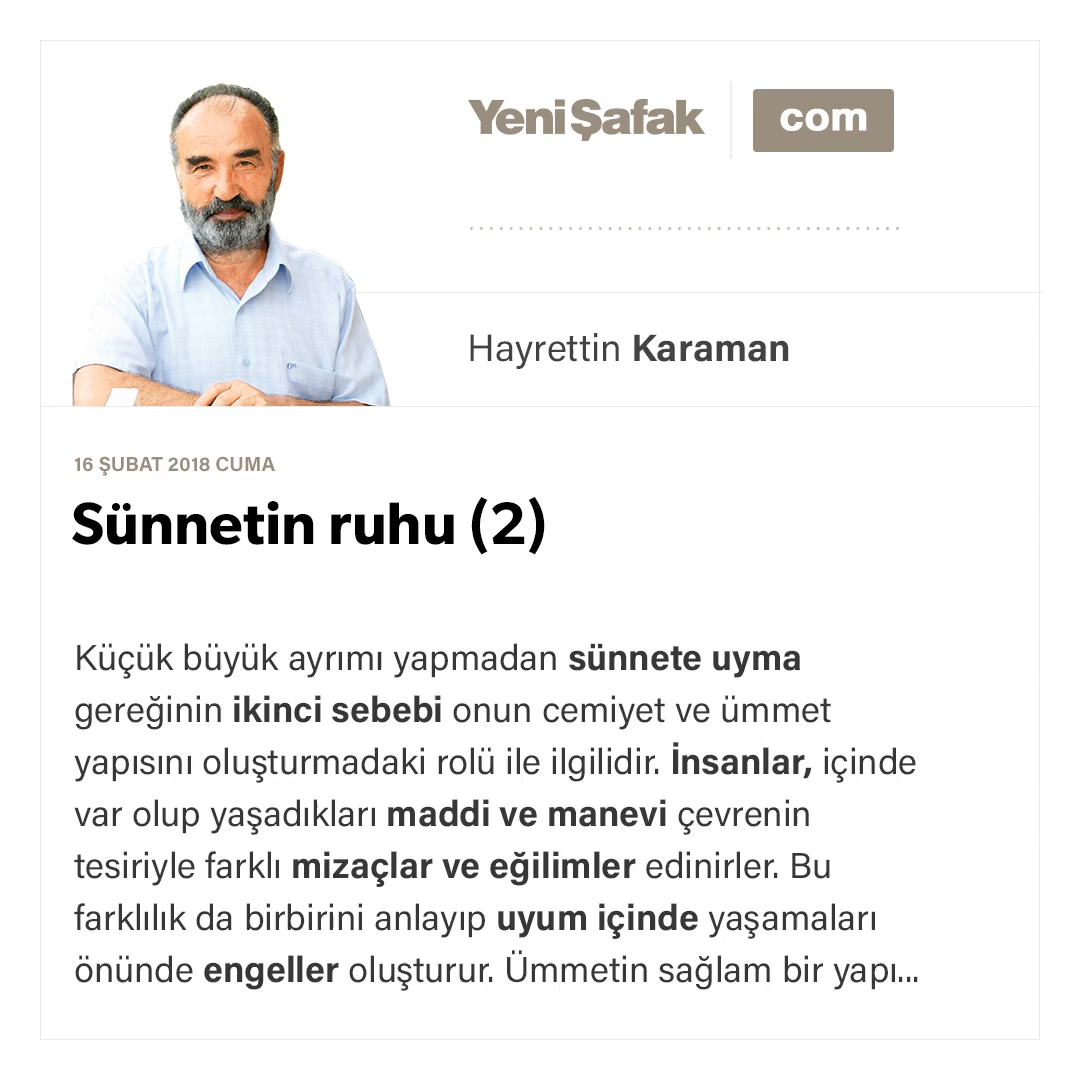 YeniŞafak com
Hayrettin Karaman
16 ŞUBAT 2018 CUMA
Sünnetin ruhu (2)
Küçük büyük ayrımı yapmadan sünnete uyma
gereğinin ikinci sebebi onun cemiyet ve ümmet
yapısını oluşturmadaki rolü ile ilgilidir. İnsanlar, içinde
var olup yaşadıkları maddi ve manevi çevrenin
tesiriyle farklı mizaçlar ve eğilimler edinirler. Bu
farklılık da birbirini anlayıp uyum içinde yaşamaları
önünde engeller oluşturur. Ümmetin sağlam bir yapı...